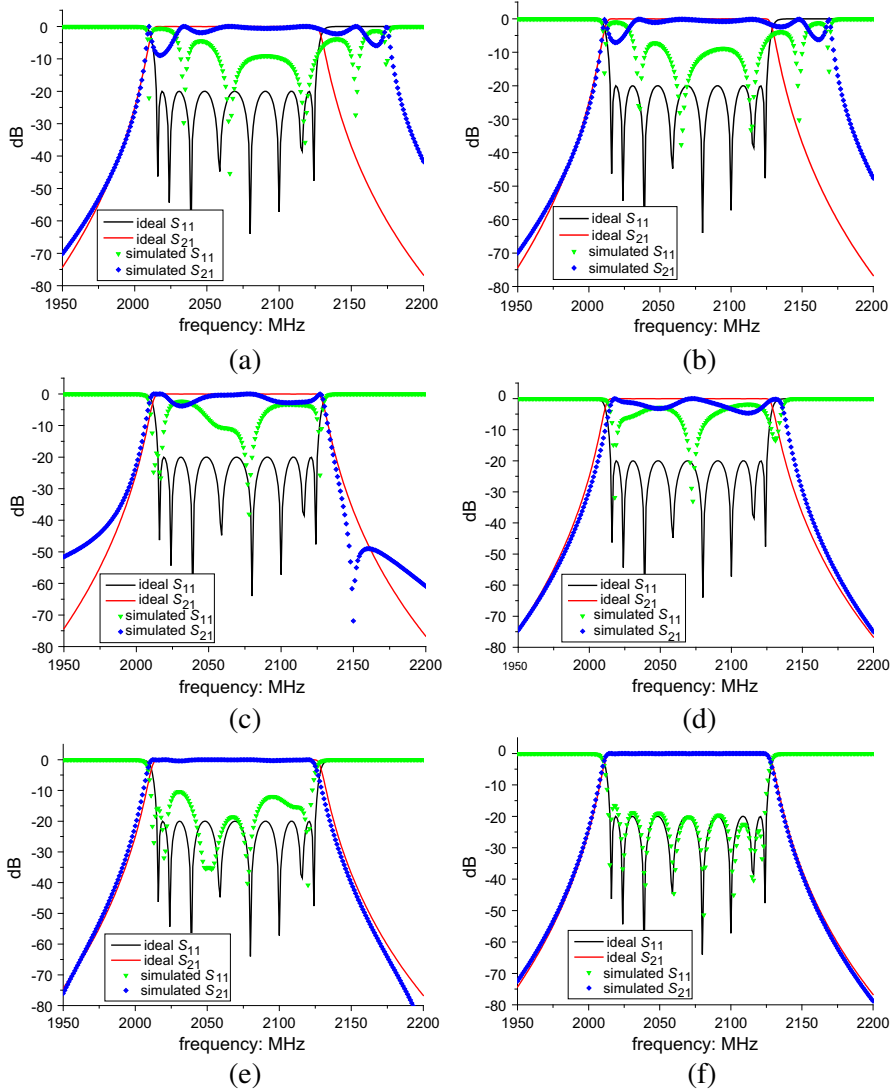 0
-10
-20
-30
-40
-50
-60
-70
-80
dB
ideal S11
ideal S21
simulated S11
simulated S21
1950 2000 2050 2100 2150 2200
frequency: MHz
(a)
0
-10
-20
-30
-40
-50
-60
-70
-80
dB
ideal S11
ideal S21
simulated S11
simulated S21
1950 2000 2050 2100 2150 2200
frequency: MHz
(b)
0
-10
-20
-30
-40
-50
-60
-70
-80
dB
ideal S11
ideal S21
simulated S11
simulated S21
1950 2000 2050 2100 2150 2200
frequency: MHz
(c)
0
-10
-20
-30
-40
-50
-60
-70
-80
dB
ideal S11
ideal S21
simulated S11
simulated S21
1950 2000 2050 2100 2150 2200
frequency: MHz
(d)
0
-10
-20
-30
-40
-50
-60
-70
-80
dB
ideal S11
ideal S21
simulated S11
simulated S21
1950 2000 2050 2100 2150 2200
frequency: MHz
(e)
0
-10
-20
-30
-40
-50
-60
-70
-80
dB
ideal S11
ideal S21
simulated S11
simulated S21
1950 2000 2050 2100 2150 2200
frequency: MHz
(f)